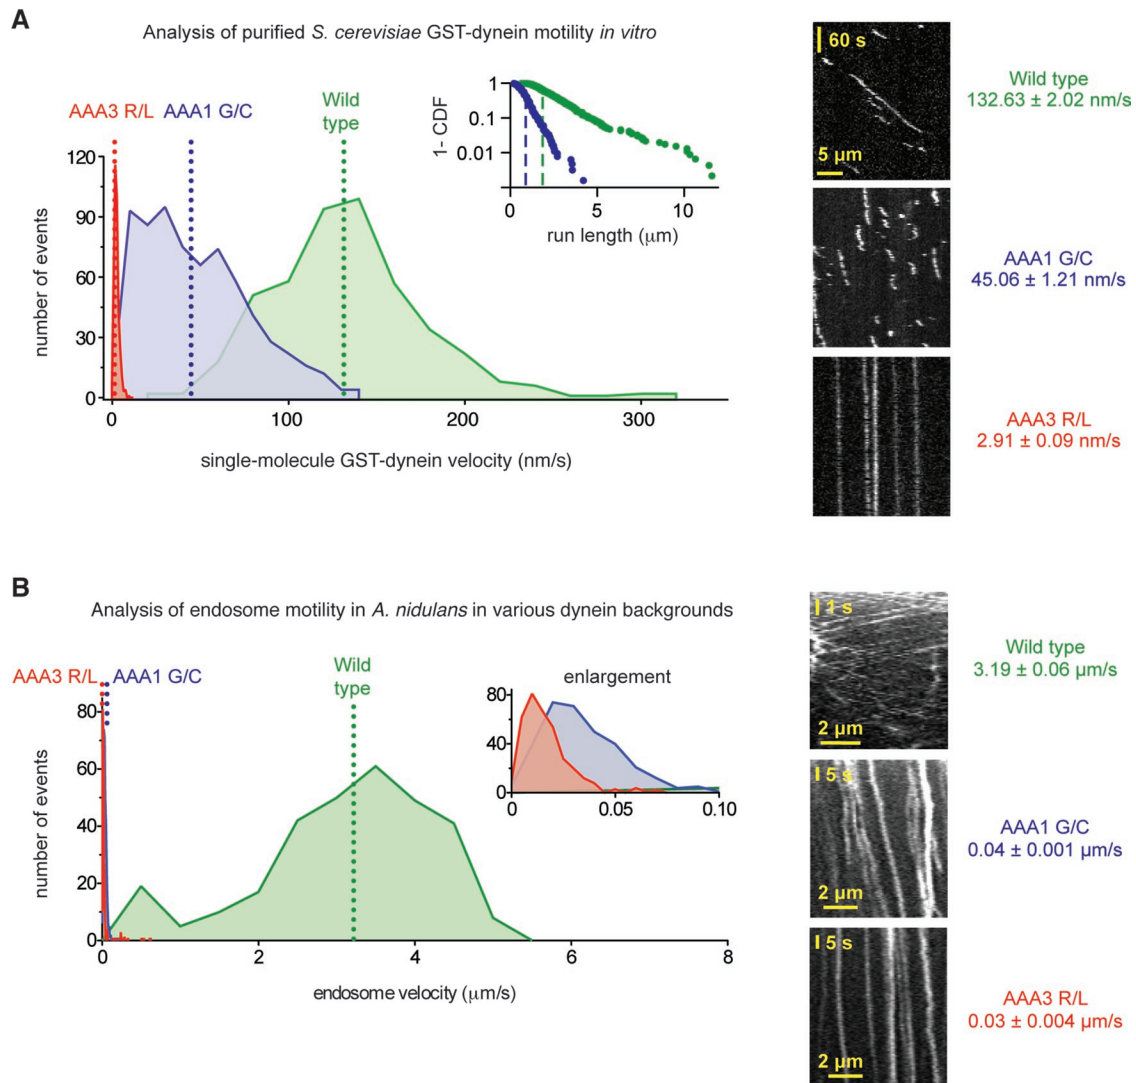 A
Analysis of purified S. cerevisiae GST-dynein motility in vitro
AAA3 R/L
AAA1 G/C
Wild
type
number of events
120
90
60
30
0
0
100
200
300
single-molecule GST-dynein velocity (nm/s)
1- CDF
1
0.1
0.01
0
5
10
run length (μm)
60 s
5 μm
Wild type
132.63 ± 2.02 nm/s
AAA1 G/C
45.06 ± 1.21 nm/s
AAA3 R/L
2.91 ± 0.09 nm/s
B
Analysis of endosome motility in A. nidulans in various dynein backgrounds
AAA3 R/L
AAA1 G/C
Wild
type
number of events
80
60
40
20
0
0
2
4
6
8
endosome velocity (μm/s)
enlargement
80
40
0
0
0.05
0.10
1 s
2 μm
Wild type
3.19 ± 0.06 μm/s
5 s
2 μm
AAA1 G/C
0.04 ± 0.001 μm/s
5 s
2 μm
AAA3 R/L
0.03 ± 0.004 μm/s